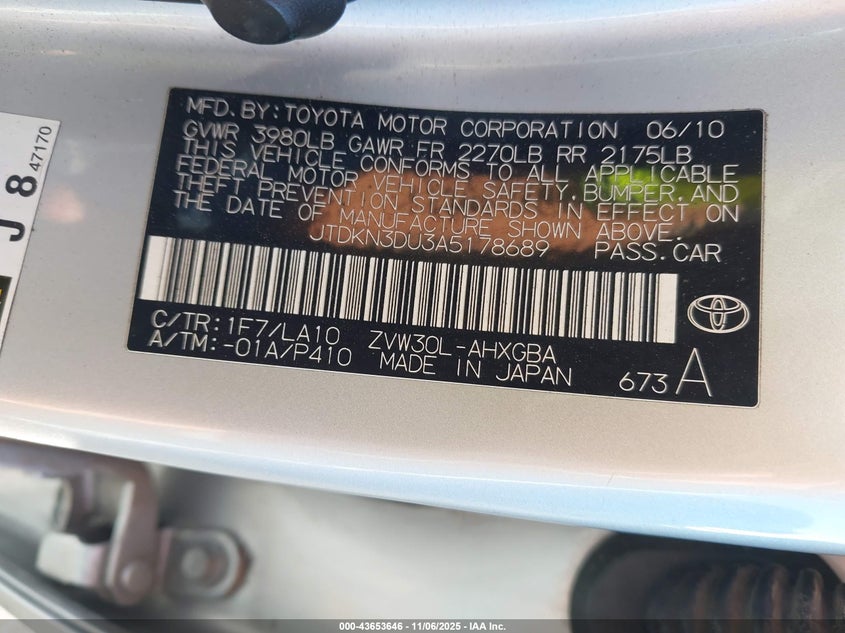 MFD. BY: TOYOTA MOTOR CORPORATION 06/10
GVWR 3980LB GAWR FR 2270LB RR 2175LB
THIS VEHICLE CONFORMS TO ALL APPLICABLE
FEDERAL MOTOR VEHICLE SAFETY, BUMPER, AND
THEFT PREVENTION STANDARDS IN EFFECT ON
THE DATE OF MANUFACTURE SHOWN ABOVE.
JTDKN3DU3A5178689 PASS. CAR
C/TR: 1F7/LA10 ZVW30L-AHXGBA
A/TM: -01A/P410 MADE IN JAPAN 673 A
J 8 47170
000-43653646 - 11/06/2025 - IAA Inc.